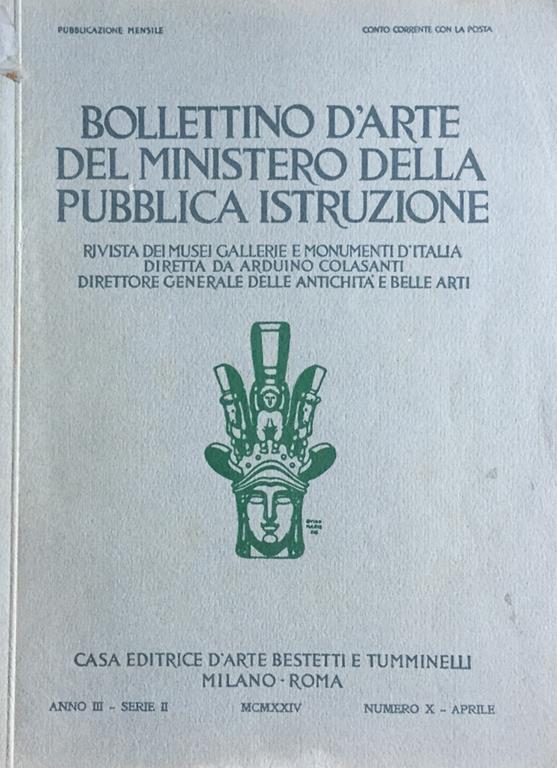 PUBBLICAZIONE MENSILE CONTO CORRENTE CON LA POSTA
BOLLETTINO D'ARTE
DEL MINISTERO DELLA
PUBBLICA ISTRUZIONE
RIVISTA DEI MUSEI GALLERIE E MONUMENTI D'ITALIA
DIRETTA DA ARDUINO COLASANTI
DIRETTORE GENERALE DELLE ANTICHITA' E BELLE ARTI
CASA EDITRICE D'ARTE BESTETTI E TUMMINELLI
MILANO - ROMA
ANNO III - SERIE II MCMXXIV NUMERO X - APRILE